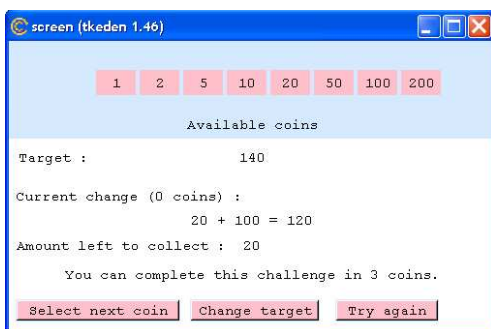 screen (tkeden 1.46)
1 2 5 10 20 50 100 200
Available coins
Target : 140
Current change (0 coins) :
20 + 100 = 120
Amount left to collect : 20
You can complete this challenge in 3 coins.
Select next coin Change target Try again